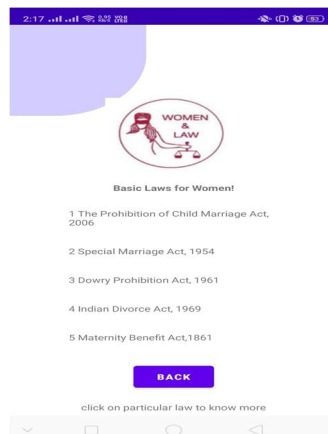 2:17
WOMEN
&
LAW
Basic Laws for Women!
1 The Prohibition of Child Marriage Act,
2006
2 Special Marriage Act, 1954
3 Dowry Prohibition Act, 1961
4 Indian Divorce Act, 1969
5 Maternity Benefit Act,1861
BACK
click on particular law to know more